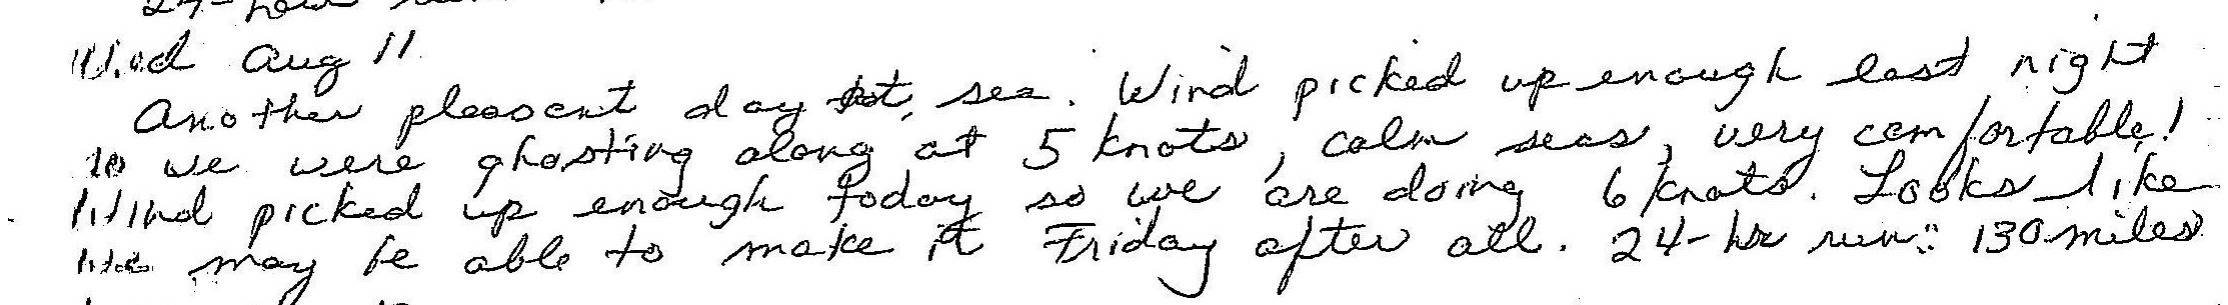 Wed Aug 11
Another pleasant day at sea. Wind picked up enough last night
so we were ghosting along at 5 knots, calm seas, very comfortable!
Wind picked up enough today so we are doing 6 knots. Looks like
We may be able to make it Friday after all. 24-hr run: 130 miles